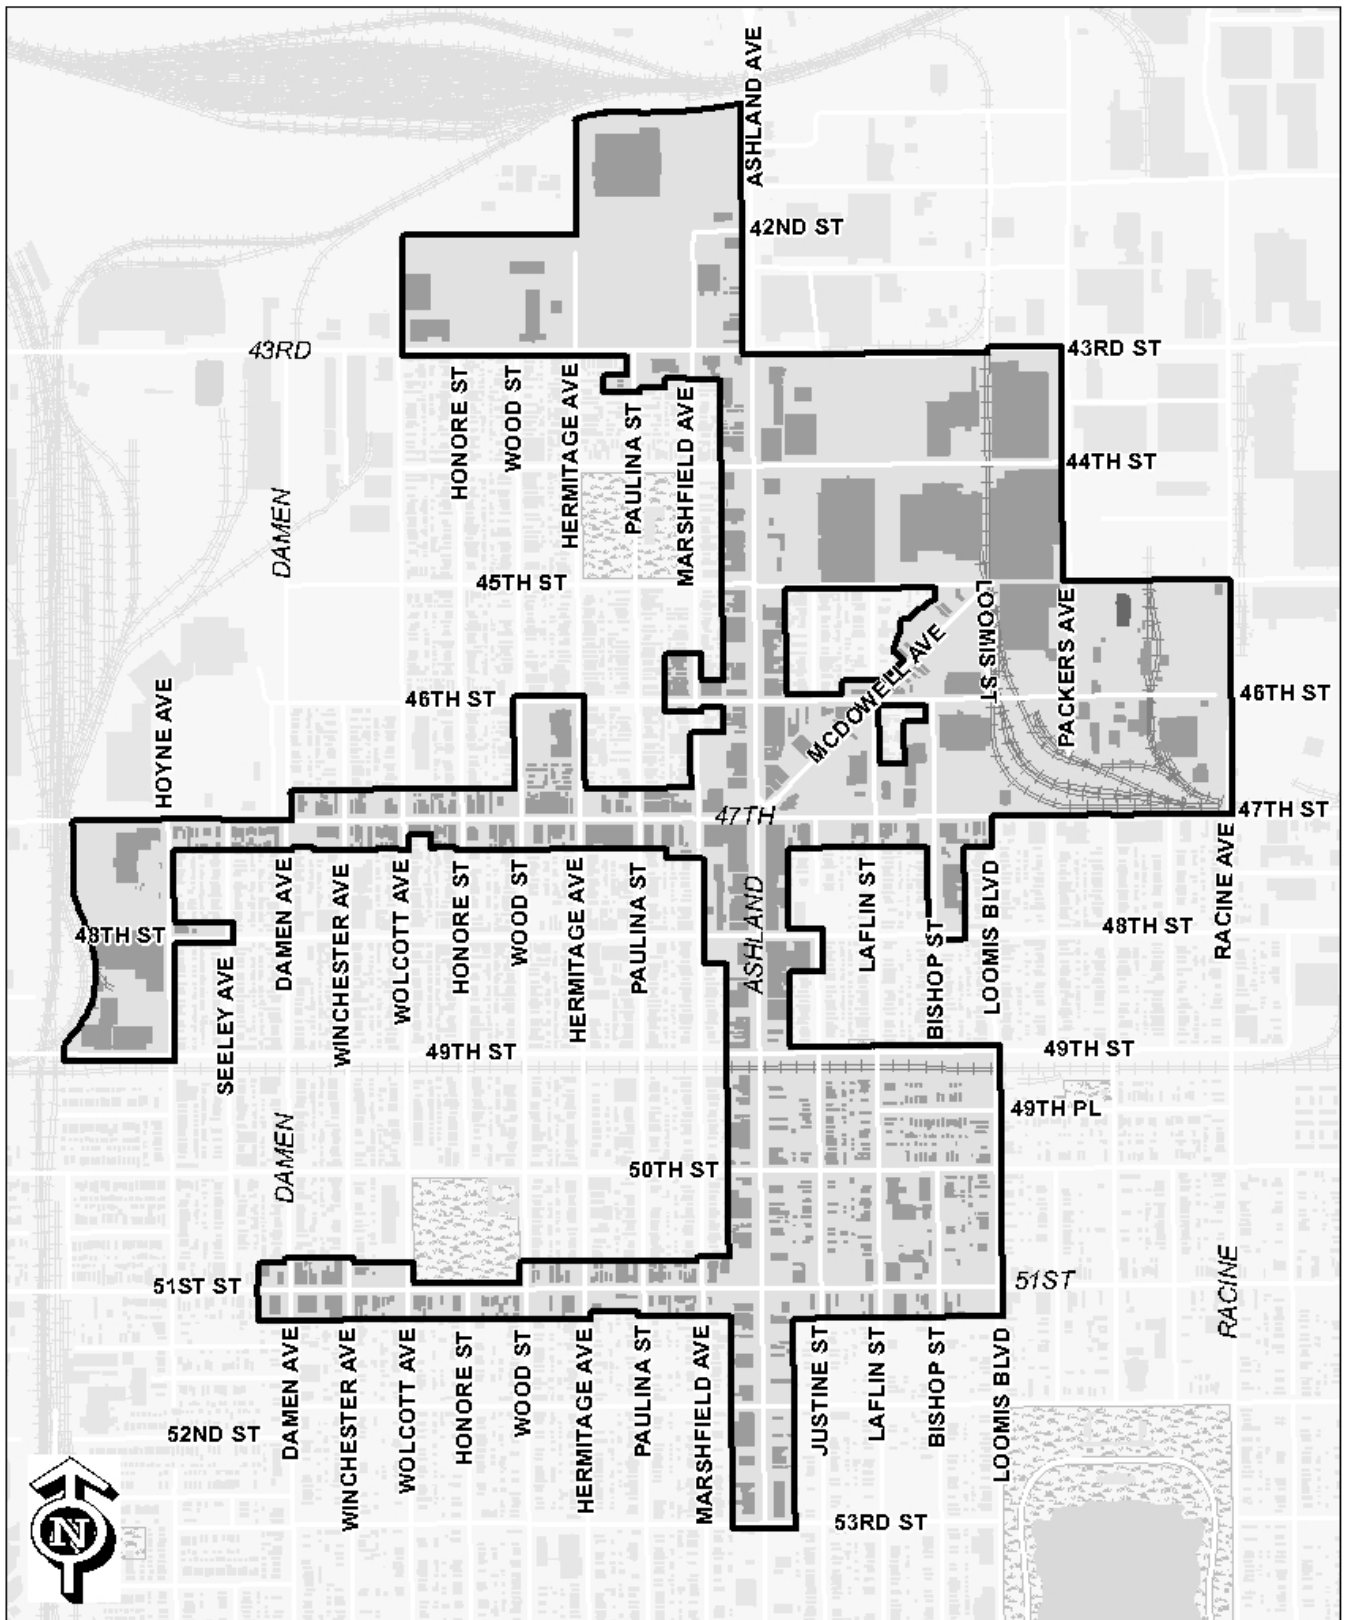 ASHLAND AVE
42ND ST
43RD
43RD ST
HONORE ST
WOOD ST
HERMITAGE AVE
PAULINA ST
MARSHFIELD AVE
44TH ST
DAMEN
45TH ST
LOOMIS ST
PACKERS AVE
MCDOWELL AVE
46TH ST
46TH ST
HOYNE AVE
47TH
47TH ST
DAMEN AVE
WINCHESTER AVE
WOLCOTT AVE
HONORE ST
WOOD ST
HERMITAGE AVE
PAULINA ST
ASHLAND
LAFLIN ST
BISHOP ST
LOOMIS BLVD
RACINE AVE
48TH ST
48TH ST
SEELEY AVE
49TH ST
49TH ST
49TH PL
DAMEN
50TH ST
51ST ST
51ST
RACINE
DAMEN AVE
WINCHESTER AVE
WOLCOTT AVE
HONORE ST
WOOD ST
HERMITAGE AVE
PAULINA ST
MARSHFIELD AVE
JUSTINE ST
LAFLIN ST
BISHOP ST
LOOMIS BLVD
52ND ST
53RD ST
N